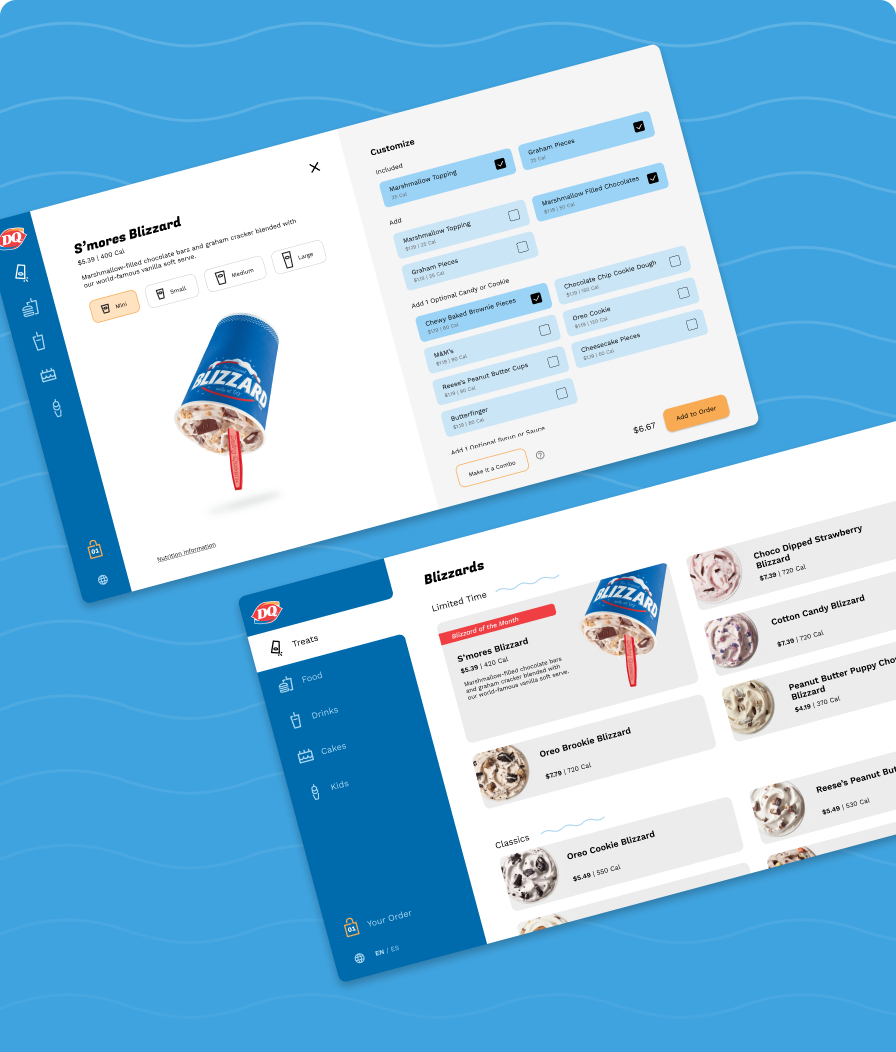 DQ
S'mores Blizzard
$5.39 | 400 Cal
Marshmallow-filled chocolate bars and graham cracker blended with
our world-famous vanilla soft serve.
Mini
Small
Medium
Large
BLIZZARD
Nutrition Information
01
Customize
Included
Marshmallow Topping
35 Cal
Graham Pieces
35 Cal
Add
Marshmallow Topping
$1.19 | 35 Cal
Marshmallow Filled Chocolates
$1.19 | 50 Cal
Graham Pieces
$1.19 | 35 Cal
Add 1 Optional Candy or Cookie
Chewy Baked Brownie Pieces
$1.19 | 80 Cal
Chocolate Chip Cookie Dough
$1.19 | 160 Cal
M&M's
$1.19 | 90 Cal
Oreo Cookie
$1.19 | 150 Cal
Reese's Peanut Butter Cups
$1.19 | 90 Cal
Cheesecake Pieces
$1.19 | 80 Cal
Butterfinger
$1.19 | 80 Cal
Add 1 Optional Syrup or Sauce
Make it a Combo
?
$6.67
Add to Order
DQ
Treats
Food
Drinks
Cakes
Kids
01
Your Order
EN / ES
Blizzards
Limited Time
Blizzard of the Month
S'mores Blizzard
$5.39 | 420 Cal
Marshmallow-filled chocolate bars
and graham cracker blended with
our world-famous vanilla soft serve.
BLIZZARD
Choco Dipped Strawberry
Blizzard
$7.39 | 720 Cal
Cotton Candy Blizzard
$7.39 | 720 Cal
Peanut Butter Puppy Cho
Blizzard
$4.19 | 370 Cal
Oreo Brookie Blizzard
$7.79 | 720 Cal
Classics
Oreo Cookie Blizzard
$5.49 | 550 Cal
Reese's Peanut But
$5.49 | 530 Cal